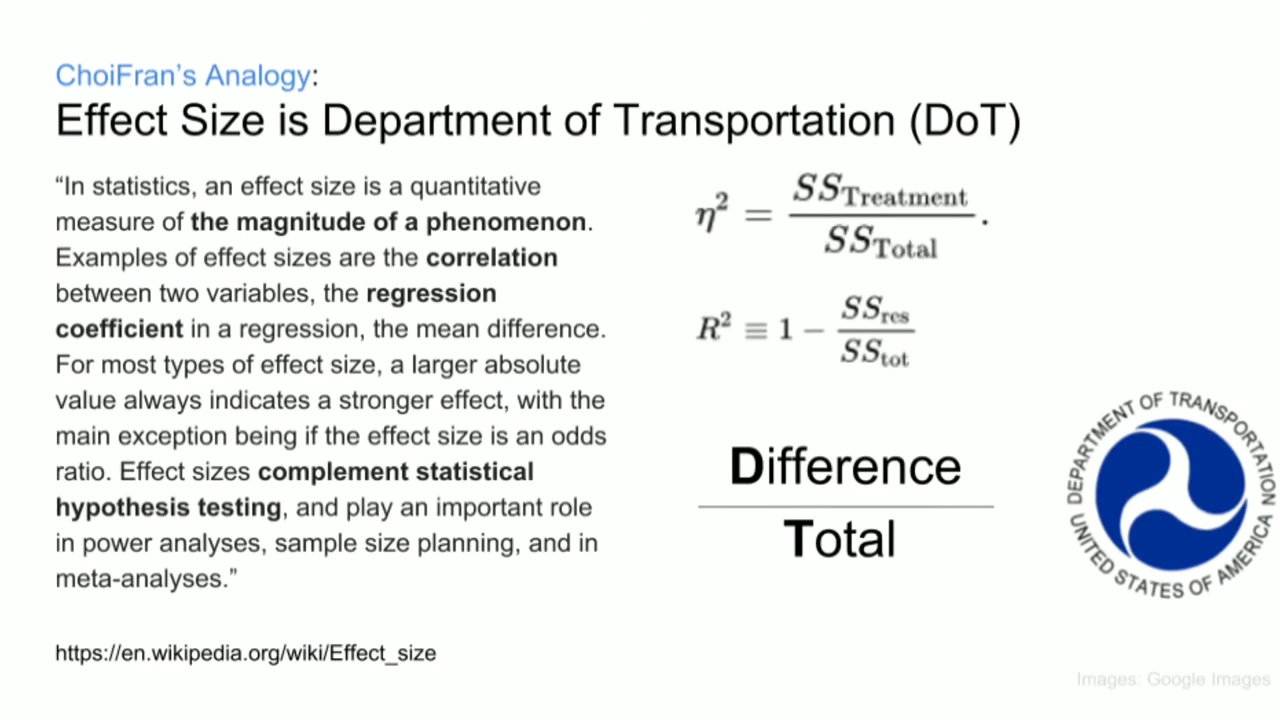 ChoiFran's Analogy:
Effect Size is Department of Transportation (DoT)
“In statistics, an effect size is a quantitative
measure of the magnitude of a phenomenon.
Examples of effect sizes are the correlation
between two variables, the regression
coefficient in a regression, the mean difference.
For most types of effect size, a larger absolute
value always indicates a stronger effect, with the
main exception being if the effect size is an odds
ratio. Effect sizes complement statistical
hypothesis testing, and play an important role
in power analyses, sample size planning, and in
meta-analyses.”
https://en.wikipedia.org/wiki/Effect_size
η² = SS_Treatment / SS_Total .
R² ≡ 1 − SS_res / SS_tot
Difference
Total
DEPARTMENT OF TRANSPORTATION
UNITED STATES OF AMERICA
Images: Google Images